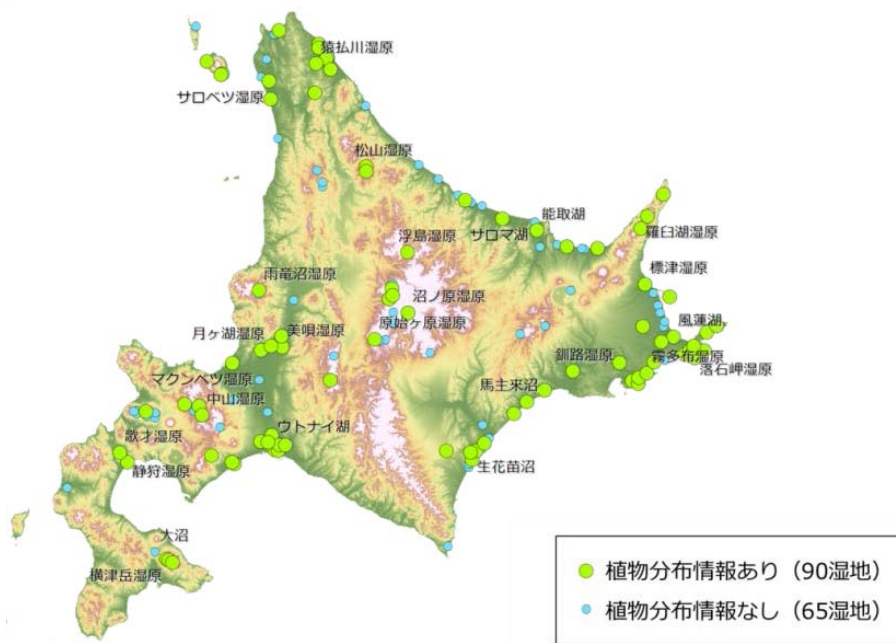 猿払川湿原
サロベツ湿原
松山湿原
能取湖
サロマ湖
羅臼湖湿原
浮島湿原
標津湿原
雨竜沼湿原
沼ノ原湿原
風蓮湖
月ヶ湖湿原
美唄湿原
原始ヶ原湿原
釧路湿原
霧多布湿原
落石岬湿原
マクンベツ湿原
馬主来沼
中山湿原
歌才湿原
ウトナイ湖
静狩湿原
生花苗沼
大沼
横津岳湿原
植物分布情報あり（90湿地）
植物分布情報なし（65湿地）